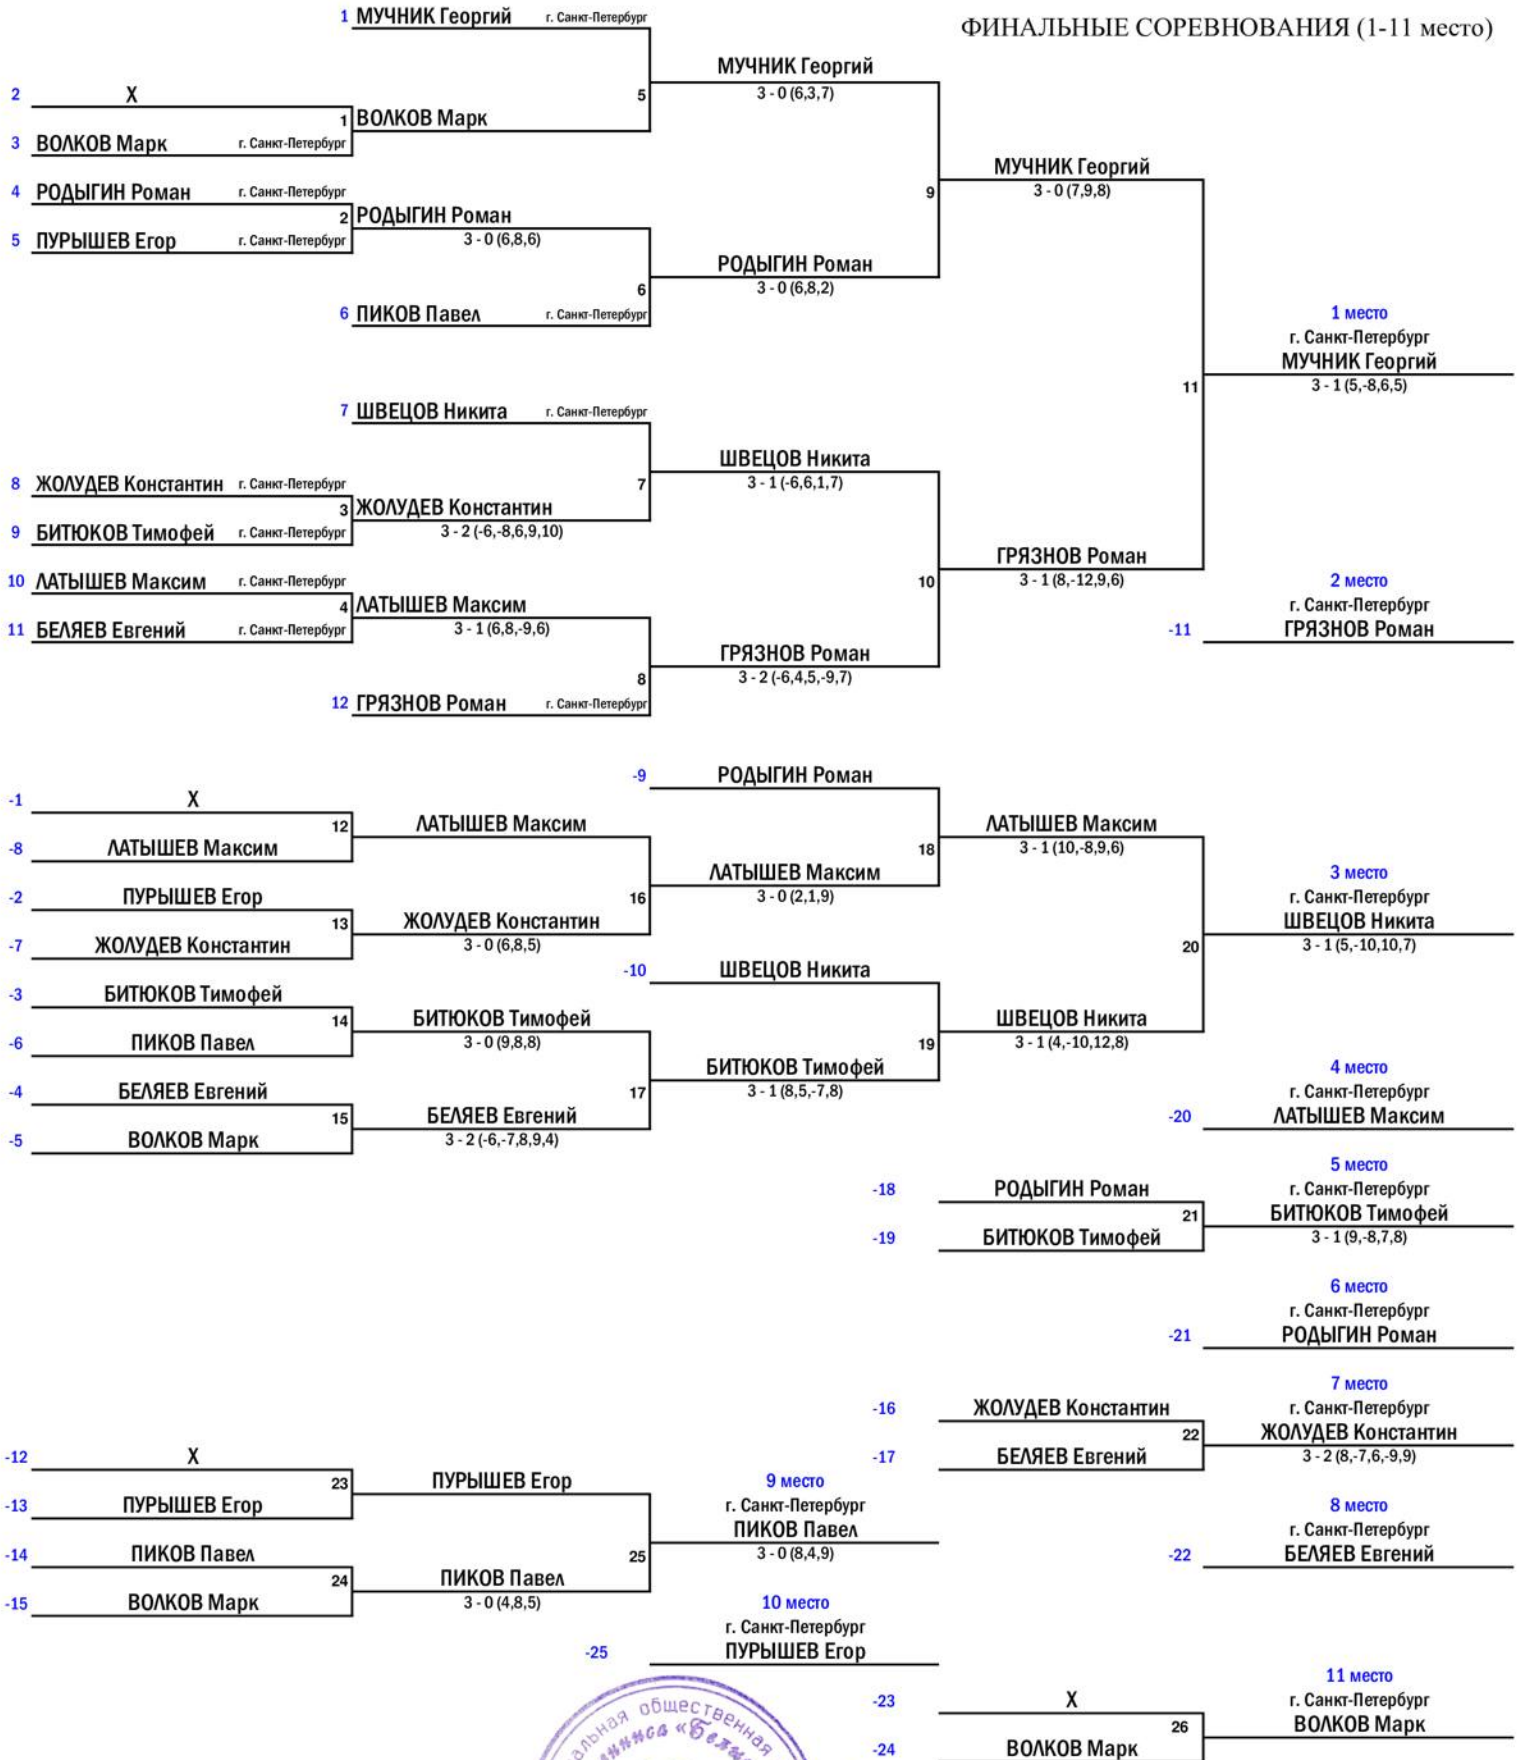 ФИНАЛЬНЫЕ СОРЕВНОВАНИЯ (1-11 место)
1 МУЧНИК Георгий г. Санкт-Петербург
МУЧНИК Георгий
2 X
5 3 - 0 (6,3,7)
1 ВОЛКОВ Марк
3 ВОЛКОВ Марк г. Санкт-Петербург
МУЧНИК Георгий
4 РОДЫГИН Роман г. Санкт-Петербург
9 3 - 0 (7,9,8)
2 РОДЫГИН Роман
5 ПУРЫШЕВ Егор г. Санкт-Петербург
3 - 0 (6,8,6)
РОДЫГИН Роман
6 3 - 0 (6,8,2)
6 ПИКОВ Павел г. Санкт-Петербург
1 место
г. Санкт-Петербург
МУЧНИК Георгий
11 3 - 1 (5,-8,6,5)
7 ШВЕЦОВ Никита г. Санкт-Петербург
ШВЕЦОВ Никита
8 ЖОЛУДЕВ Константин г. Санкт-Петербург
7 3 - 1 (-6,6,1,7)
3 ЖОЛУДЕВ Константин
9 БИТЮКОВ Тимофей г. Санкт-Петербург
3 - 2 (-6,-8,6,9,10)
ГРЯЗНОВ Роман
10 ЛАТЫШЕВ Максим г. Санкт-Петербург
10 3 - 1 (8,-12,9,6)
2 место
4 ЛАТЫШЕВ Максим
г. Санкт-Петербург
11 БЕЛЯЕВ Евгений г. Санкт-Петербург
3 - 1 (6,8,-9,6)
-11 ГРЯЗНОВ Роман
ГРЯЗНОВ Роман
8 3 - 2 (-6,4,5,-9,7)
12 ГРЯЗНОВ Роман г. Санкт-Петербург
-9 РОДЫГИН Роман
-1 X
12 ЛАТЫШЕВ Максим
ЛАТЫШЕВ Максим
-8 ЛАТЫШЕВ Максим
18 3 - 1 (10,-8,9,6)
ЛАТЫШЕВ Максим
3 место
-2 ПУРЫШЕВ Егор
16 3 - 0 (2,1,9)
г. Санкт-Петербург
13 ЖОЛУДЕВ Константин
ШВЕЦОВ Никита
-7 ЖОЛУДЕВ Константин
3 - 0 (6,8,5)
20 3 - 1 (5,-10,10,7)
-10 ШВЕЦОВ Никита
-3 БИТЮКОВ Тимофей
14 БИТЮКОВ Тимофей
ШВЕЦОВ Никита
-6 ПИКОВ Павел
3 - 0 (9,8,8)
19 3 - 1 (4,-10,12,8)
БИТЮКОВ Тимофей
4 место
-4 БЕЛЯЕВ Евгений
17 3 - 1 (8,5,-7,8)
г. Санкт-Петербург
15 БЕЛЯЕВ Евгений
-20 ЛАТЫШЕВ Максим
-5 ВОЛКОВ Марк
3 - 2 (-6,-7,8,9,4)
5 место
-18 РОДЫГИН Роман
г. Санкт-Петербург
21 БИТЮКОВ Тимофей
-19 БИТЮКОВ Тимофей
3 - 1 (9,-8,7,8)
6 место
г. Санкт-Петербург
-21 РОДЫГИН Роман
7 место
-16 ЖОЛУДЕВ Константин
г. Санкт-Петербург
22 ЖОЛУДЕВ Константин
-17 БЕЛЯЕВ Евгений
3 - 2 (8,-7,6,-9,9)
-12 X
23 ПУРЫШЕВ Егор
9 место
-13 ПУРЫШЕВ Егор
г. Санкт-Петербург
8 место
ПИКОВ Павел
г. Санкт-Петербург
-14 ПИКОВ Павел
25 3 - 0 (8,4,9)
-22 БЕЛЯЕВ Евгений
24 ПИКОВ Павел
-15 ВОЛКОВ Марк
3 - 0 (4,8,5)
10 место
г. Санкт-Петербург
-25 ПУРЫШЕВ Егор
11 место
-23 X
г. Санкт-Петербург
26 ВОЛКОВ Марк
-24 ВОЛКОВ Марк
общественная